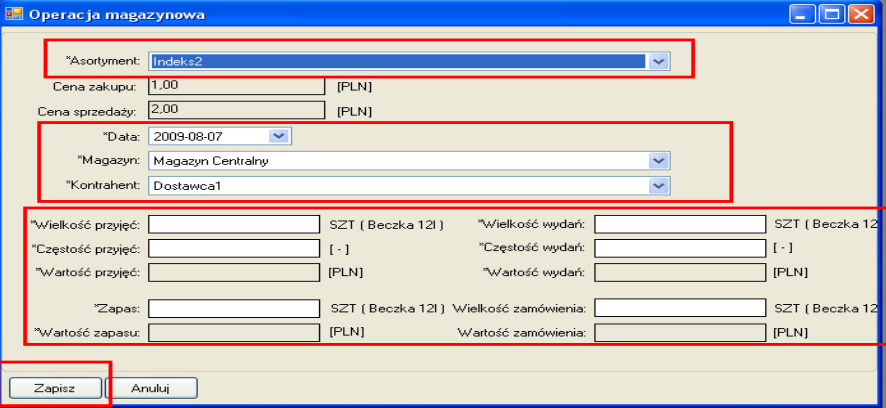 Operacja magazynowa
*Asortyment: Indeks2
Cena zakupu: 1,00 [PLN]
Cena sprzedaży: 2,00 [PLN]
*Data: 2009-08-07
*Magazyn: Magazyn Centralny
*Kontrahent: Dostawca1
*Wielkość przyjęć: SZT ( Beczka 12l ) *Wielkość wydań: SZT ( Beczka 12
*Częstość przyjęć: [ - ] *Częstość wydań: [ - ]
*Wartość przyjęć: [PLN] *Wartość wydań: [PLN]
*Zapas: SZT ( Beczka 12l ) Wielkość zamówienia: SZT ( Beczka 12
*Wartość zapasu: [PLN] Wartość zamówienia: [PLN]
Zapisz Anuluj